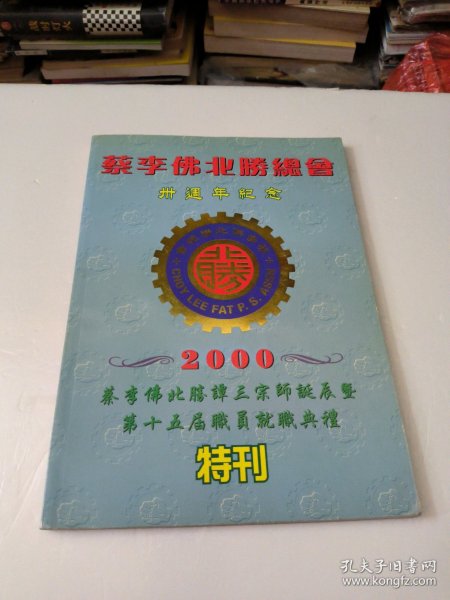 蔡李佛北勝總會
卅週年紀念
北勝
CHOY LEE FAT P. S. ASSN
2000
蔡李佛北勝譚三宗師誕辰暨
第十五屆職員就職典禮
特刊
孔夫子旧书网
www.kongfz.com